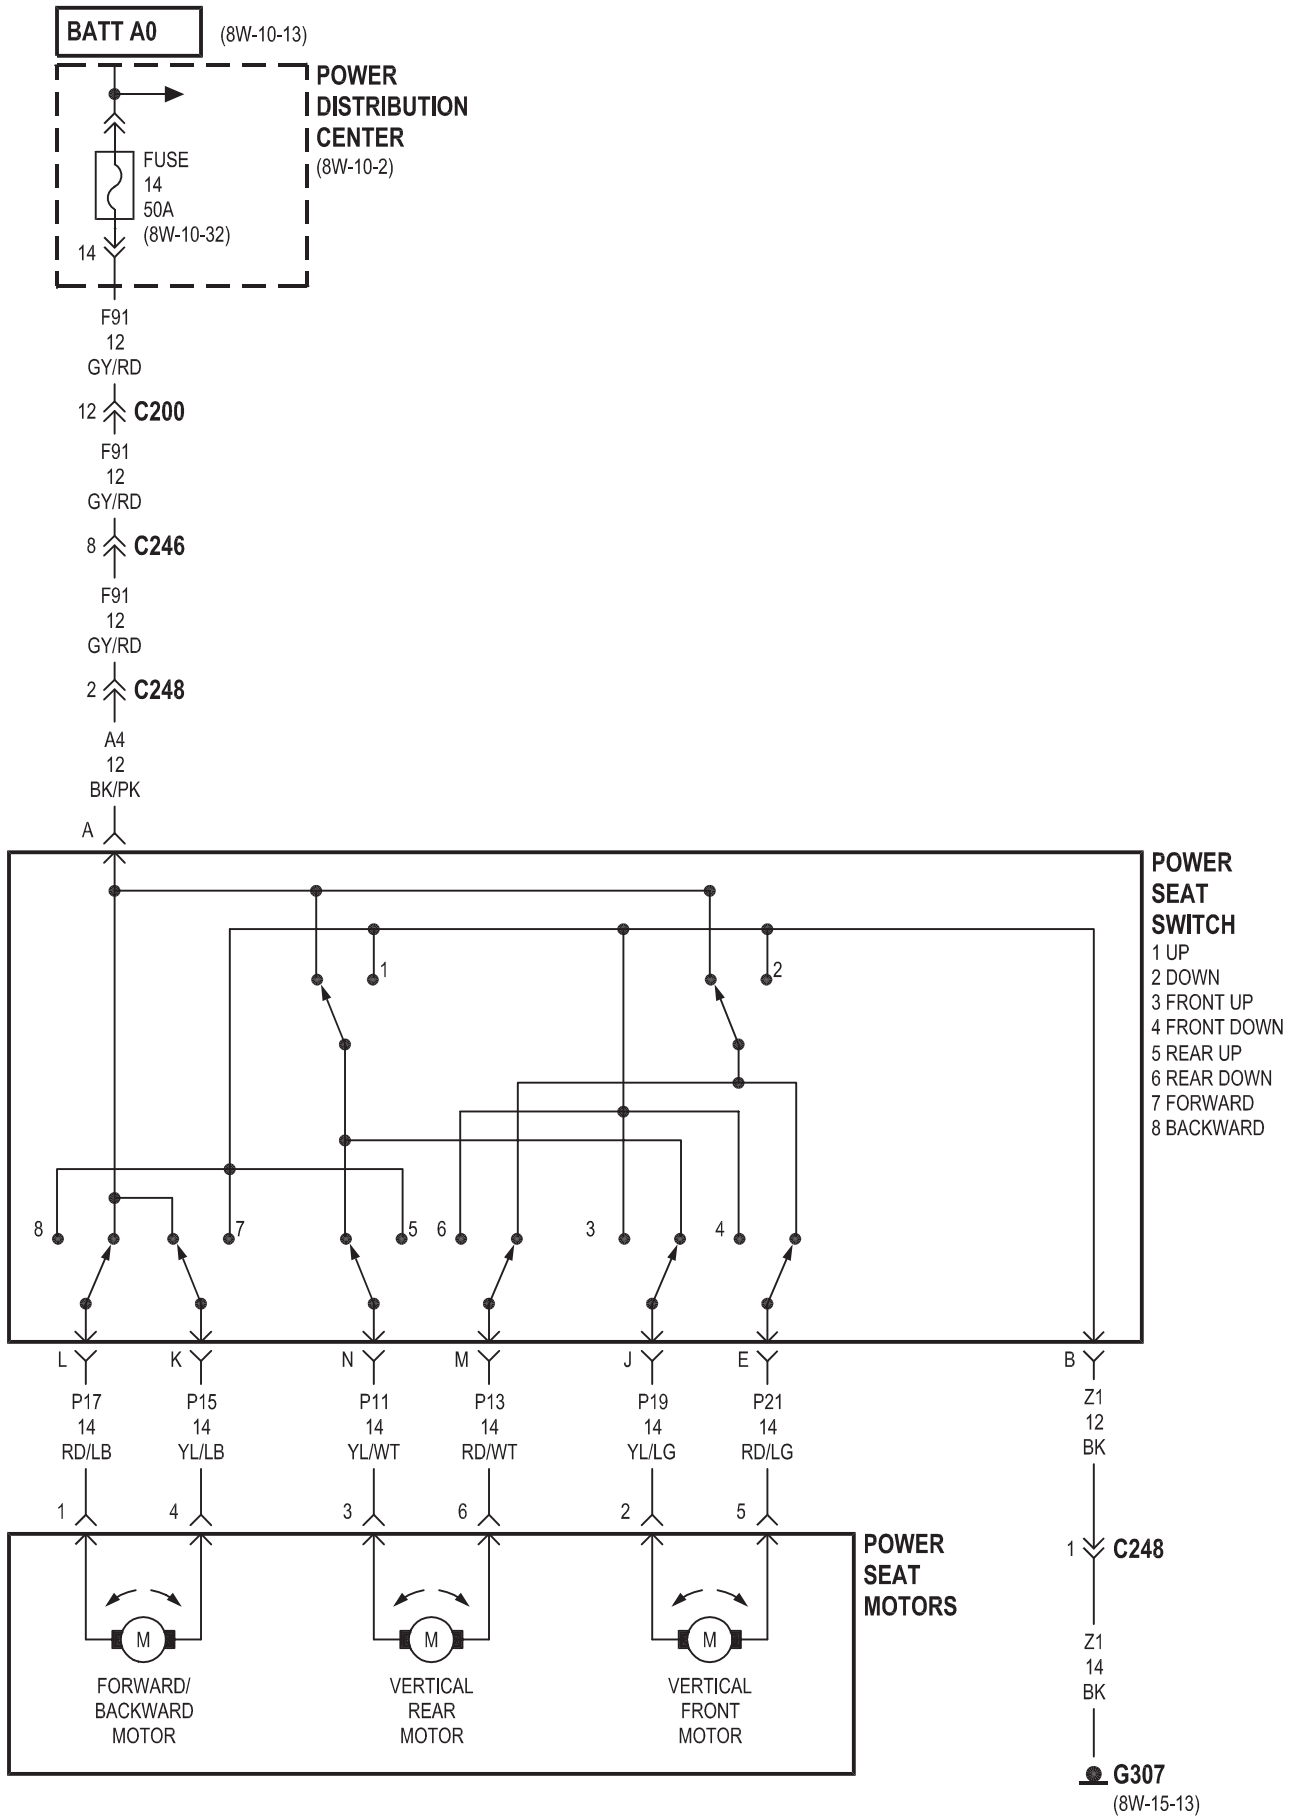 BATT A0
(8W-10-13)
POWER
DISTRIBUTION
CENTER
(8W-10-2)
FUSE
14
50A
(8W-10-32)
14
F91
12
GY/RD
12 C200
F91
12
GY/RD
8 C246
F91
12
GY/RD
2 C248
A4
12
BK/PK
A
POWER
SEAT
SWITCH
1 UP
2 DOWN
3 FRONT UP
4 FRONT DOWN
5 REAR UP
6 REAR DOWN
7 FORWARD
8 BACKWARD
1 2
8 7 5 6 3 4
L K N M J E B
P17 P15 P11 P13 P19 P21 Z1
14 14 14 14 14 14 12
RD/LB YL/LB YL/WT RD/WT YL/LG RD/LG BK
1 4 3 6 2 5
1 C248
POWER
SEAT
MOTORS
M M M
FORWARD/
BACKWARD
MOTOR
VERTICAL
REAR
MOTOR
VERTICAL
FRONT
MOTOR
Z1
14
BK
G307
(8W-15-13)